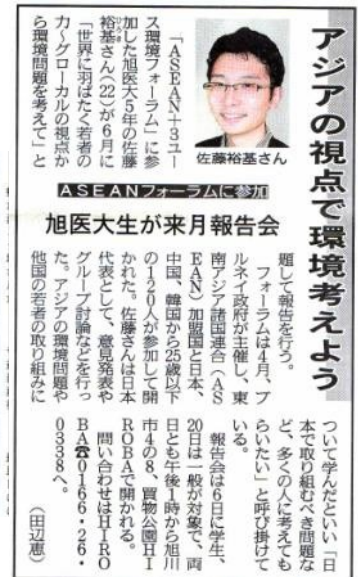 アジアの視点で環境考えよう
佐藤裕基さん
ASEANフォーラムに参加
旭医大生が来月報告会
「ASEAN+3ユー
ス環境フォーラム」に参
加した旭医大5年の佐藤
裕基さん(22)が6月に
「世界に羽ばたく若者の
力〜グローカルの視点か
ら環境問題を考えて」と
題して報告を行う。
フォーラムは4月、ブ
ルネイ政府が主催し、東
南アジア諸国連合(AS
EAN)加盟国と日本、
中国、韓国から25歳以下
の120人が参加して開
かれた。佐藤さんは日本
代表として、意見発表や
グループ討論などを行っ
た。アジアの環境問題や
他国の若者の取り組みに
ついて学んだといい「日
本で取り組むべき問題な
ど、多くの人に考えても
らいたい」と呼び掛けて
いる。
報告会は6日に学生、
20日は一般が対象で、両
日とも午後1時から旭川
市4の8、買物公園HI
ROBAで開かれる。
問い合わせはHIRO
BA☎0166・26・
0338へ。
(田辺恵)